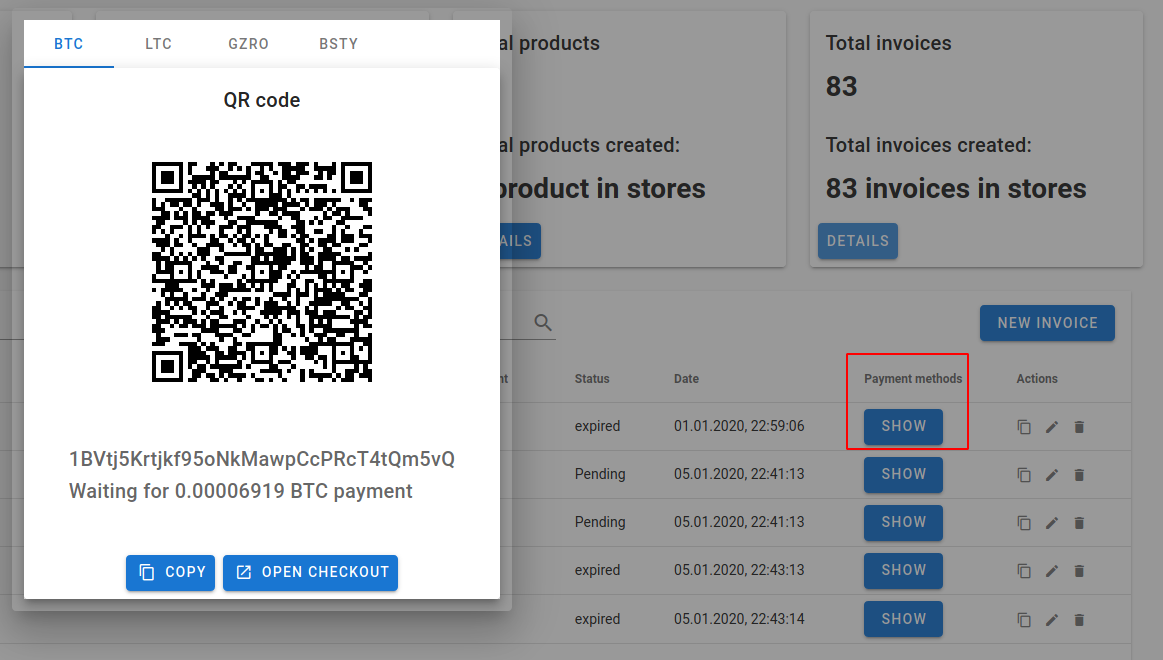 BTC LTC GZRO BSTY
QR code
1BVtj5Krtjkf95oNkMawpCcPRcT4tQm5vQ
Waiting for 0.00006919 BTC payment
COPY OPEN CHECKOUT
al products
al products created:
product in stores
AILS
Total invoices
83
Total invoices created:
83 invoices in stores
DETAILS
NEW INVOICE
nt Status Date Payment methods Actions
expired 01.01.2020, 22:59:06 SHOW
Pending 05.01.2020, 22:41:13 SHOW
Pending 05.01.2020, 22:41:13 SHOW
expired 05.01.2020, 22:43:13 SHOW
expired 05.01.2020, 22:43:14 SHOW